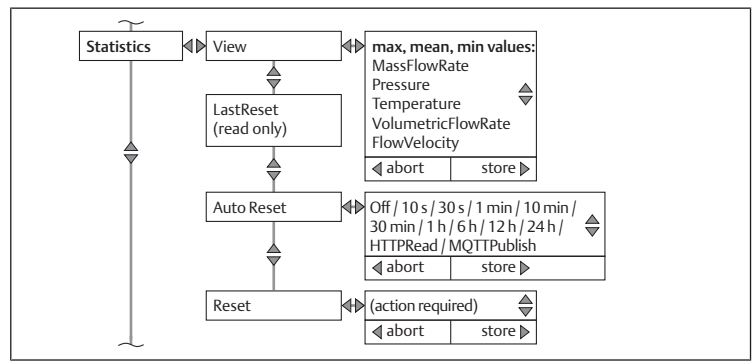 Statistics
View
max, mean, min values:
MassFlowRate
Pressure
Temperature
VolumetricFlowRate
FlowVelocity
abort
store
LastReset
(read only)
Auto Reset
Off / 10 s / 30 s / 1 min / 10 min /
30 min / 1 h / 6 h / 12 h / 24 h /
HTTPRead / MQTTPublish
abort
store
Reset
(action required)
abort
store